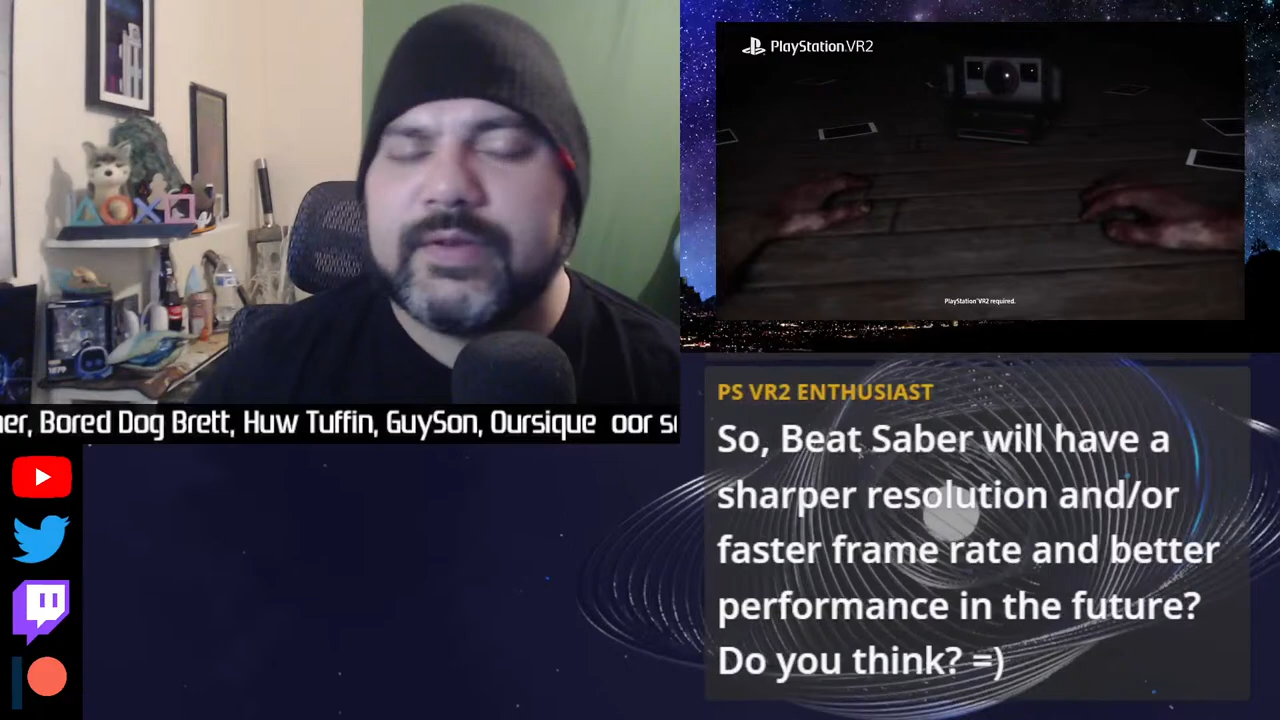 PlayStation.VR2
PlayStation®VR2 required.
er, Bored Dog Brett, Huw Tuffin, GuySon, Oursique oor s
PS VR2 ENTHUSIAST
So, Beat Saber will have a
sharper resolution and/or
faster frame rate and better
performance in the future?
Do you think? =)